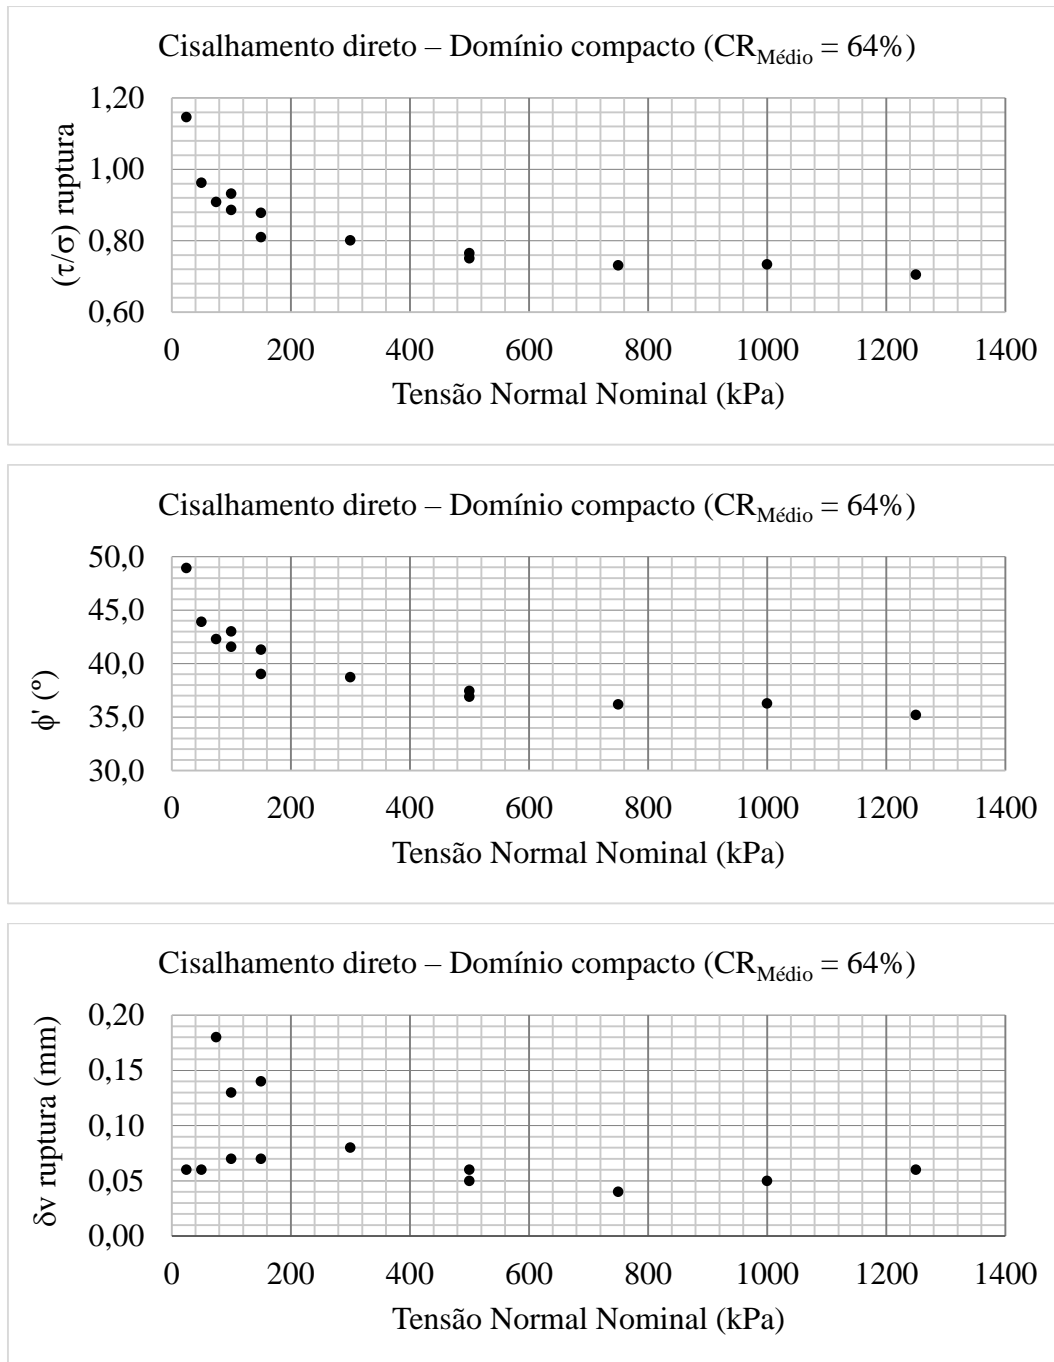 Cisalhamento direto – Domínio compacto (CRMédio = 64%)
(τ/σ) ruptura
1,20
1,00
0,80
0,60
0 200 400 600 800 1000 1200 1400
Tensão Normal Nominal (kPa)
Cisalhamento direto – Domínio compacto (CRMédio = 64%)
ϕ' (º)
50,0
45,0
40,0
35,0
30,0
0 200 400 600 800 1000 1200 1400
Tensão Normal Nominal (kPa)
Cisalhamento direto – Domínio compacto (CRMédio = 64%)
δv ruptura (mm)
0,20
0,15
0,10
0,05
0,00
0 200 400 600 800 1000 1200 1400
Tensão Normal Nominal (kPa)